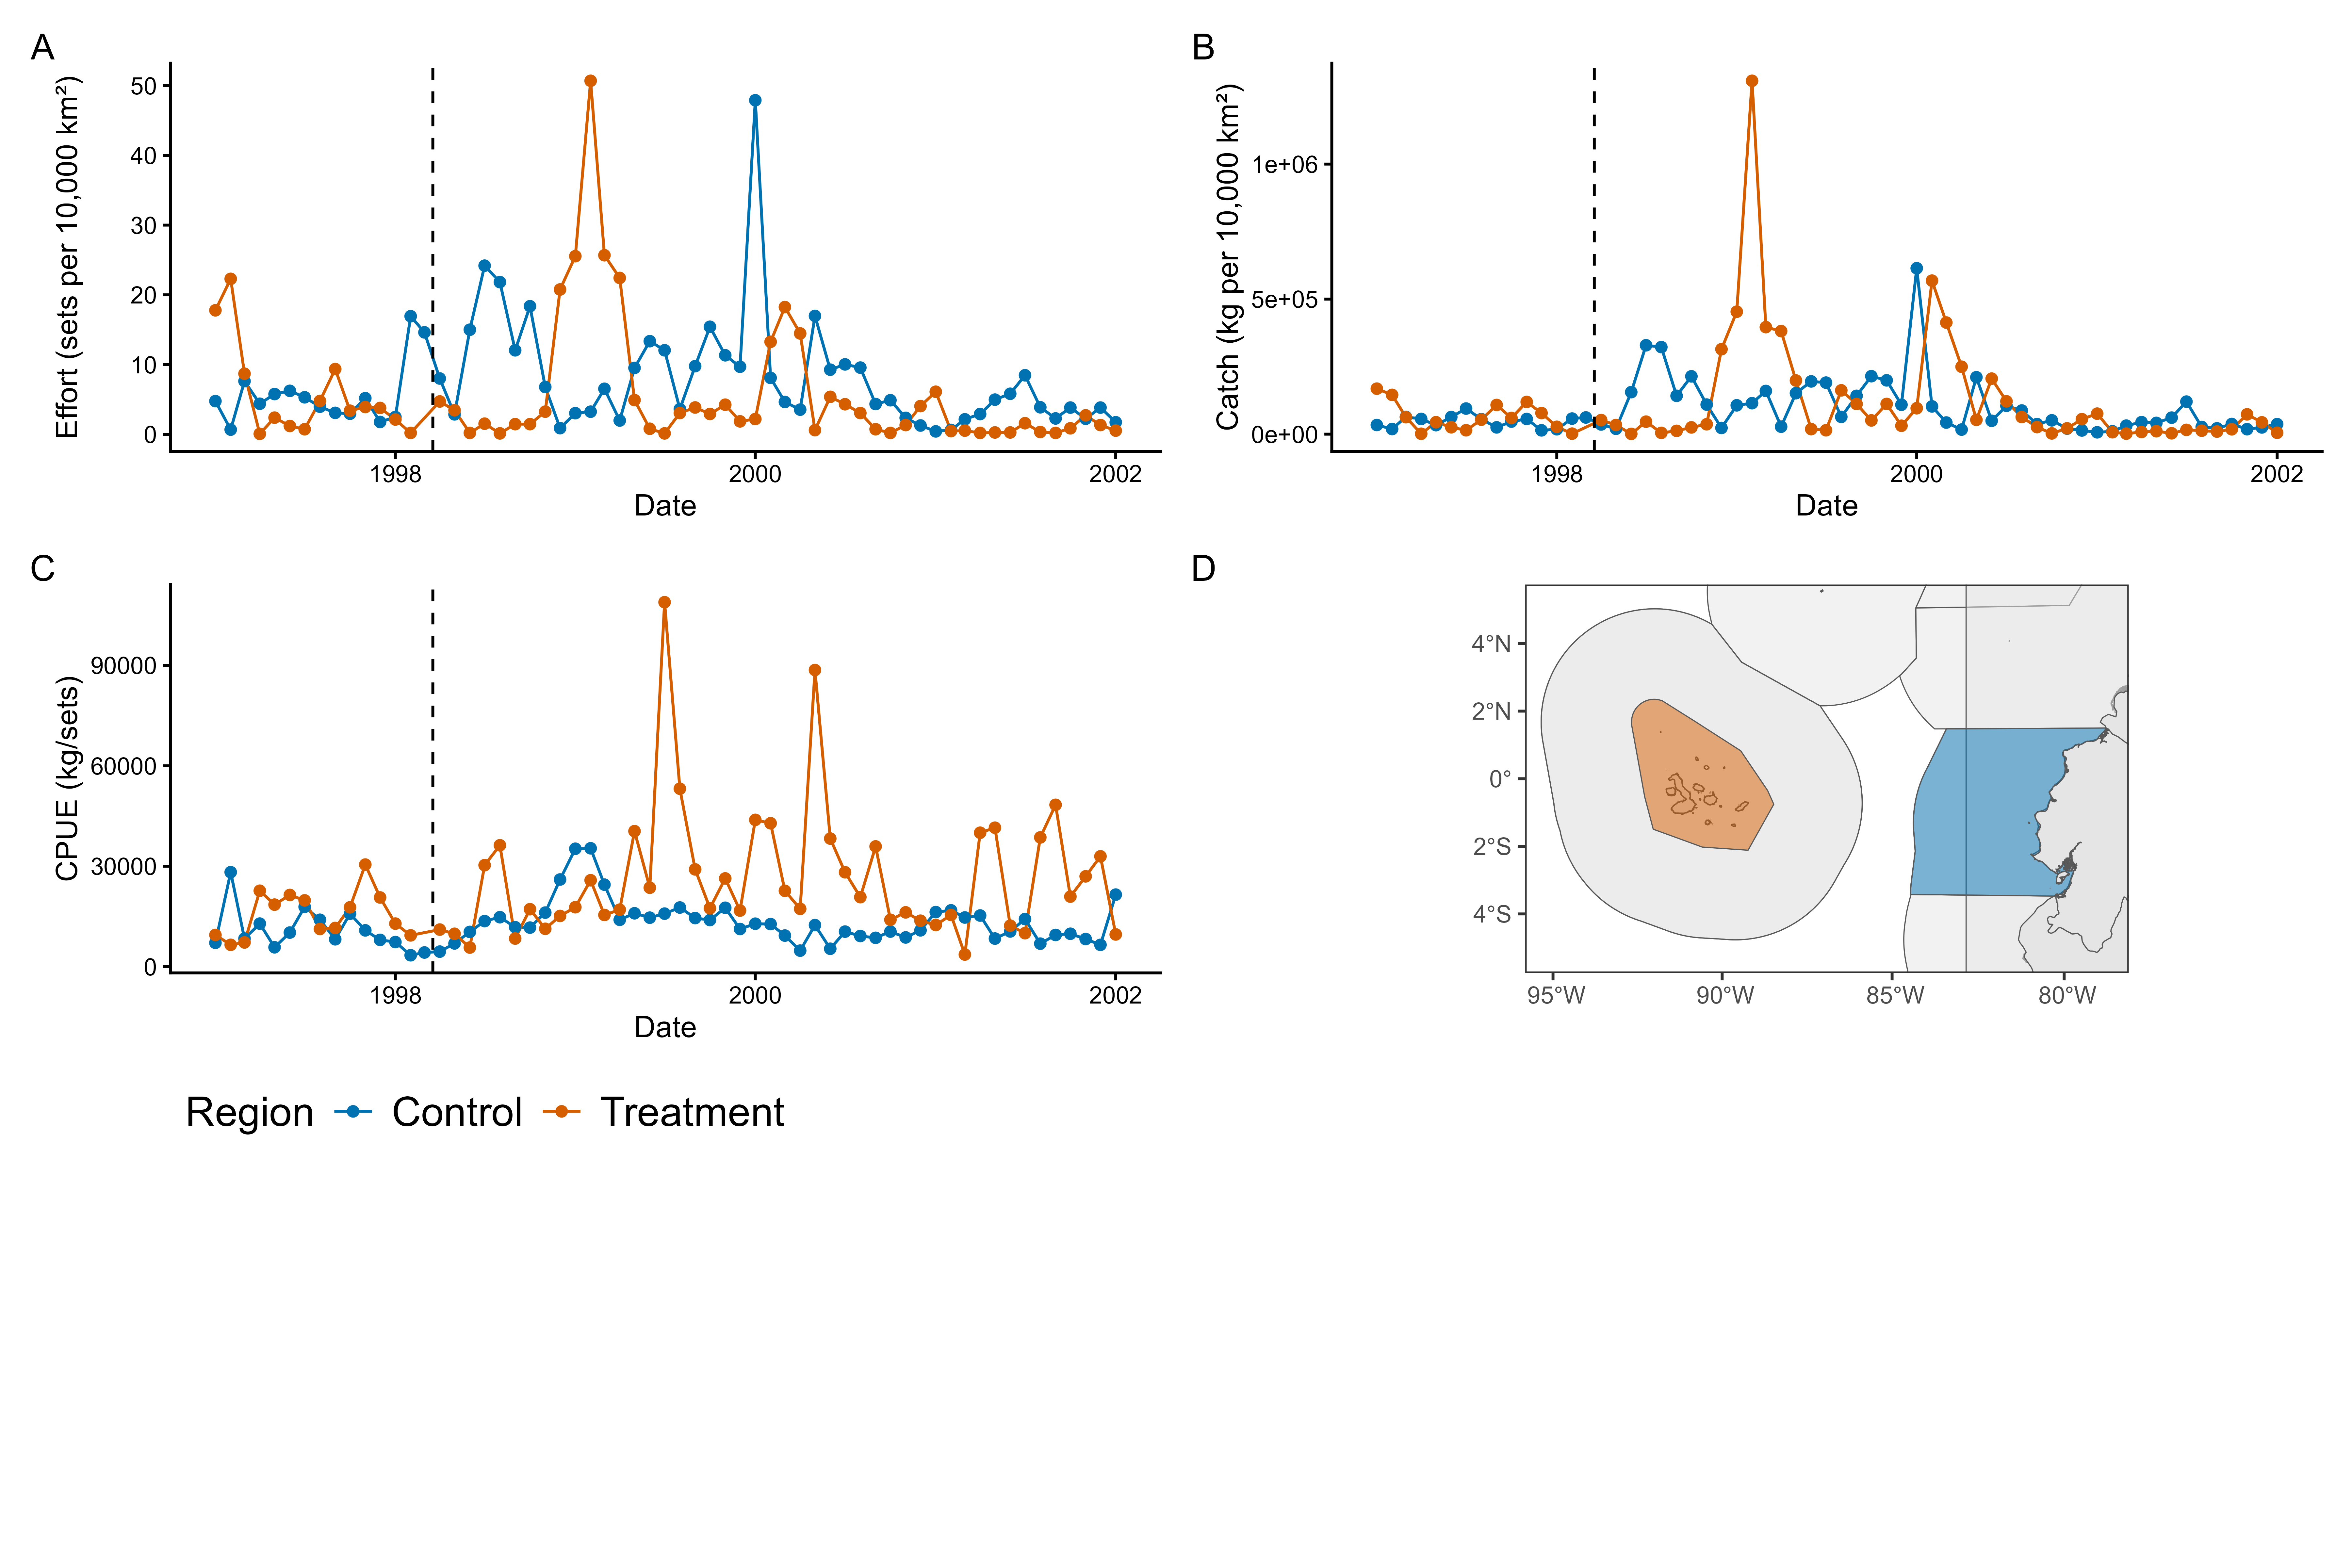 A
Effort (sets per 10,000 km²)
50
40
30
20
10
0
1998
2000
2002
Date
B
Catch (kg per 10,000 km²)
1e+06
5e+05
0e+00
1998
2000
2002
Date
C
CPUE (kg/sets)
90000
60000
30000
0
1998
2000
2002
Date
D
4°N
2°N
0°
2°S
4°S
95°W
90°W
85°W
80°W
Region Control Treatment